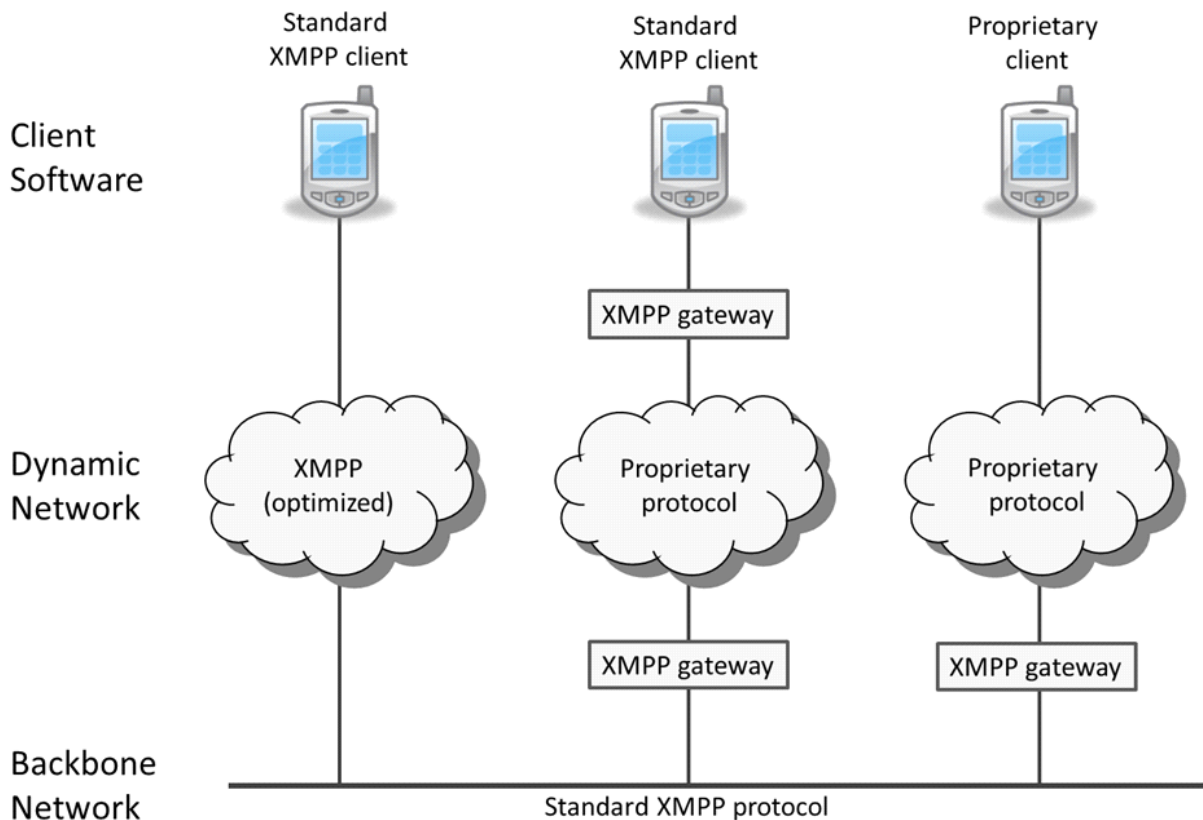 Standard
XMPP client
Standard
XMPP client
Proprietary
client
Client
Software
XMPP gateway
Dynamic
Network
XMPP
(optimized)
Proprietary
protocol
Proprietary
protocol
XMPP gateway
XMPP gateway
Backbone
Network
Standard XMPP protocol